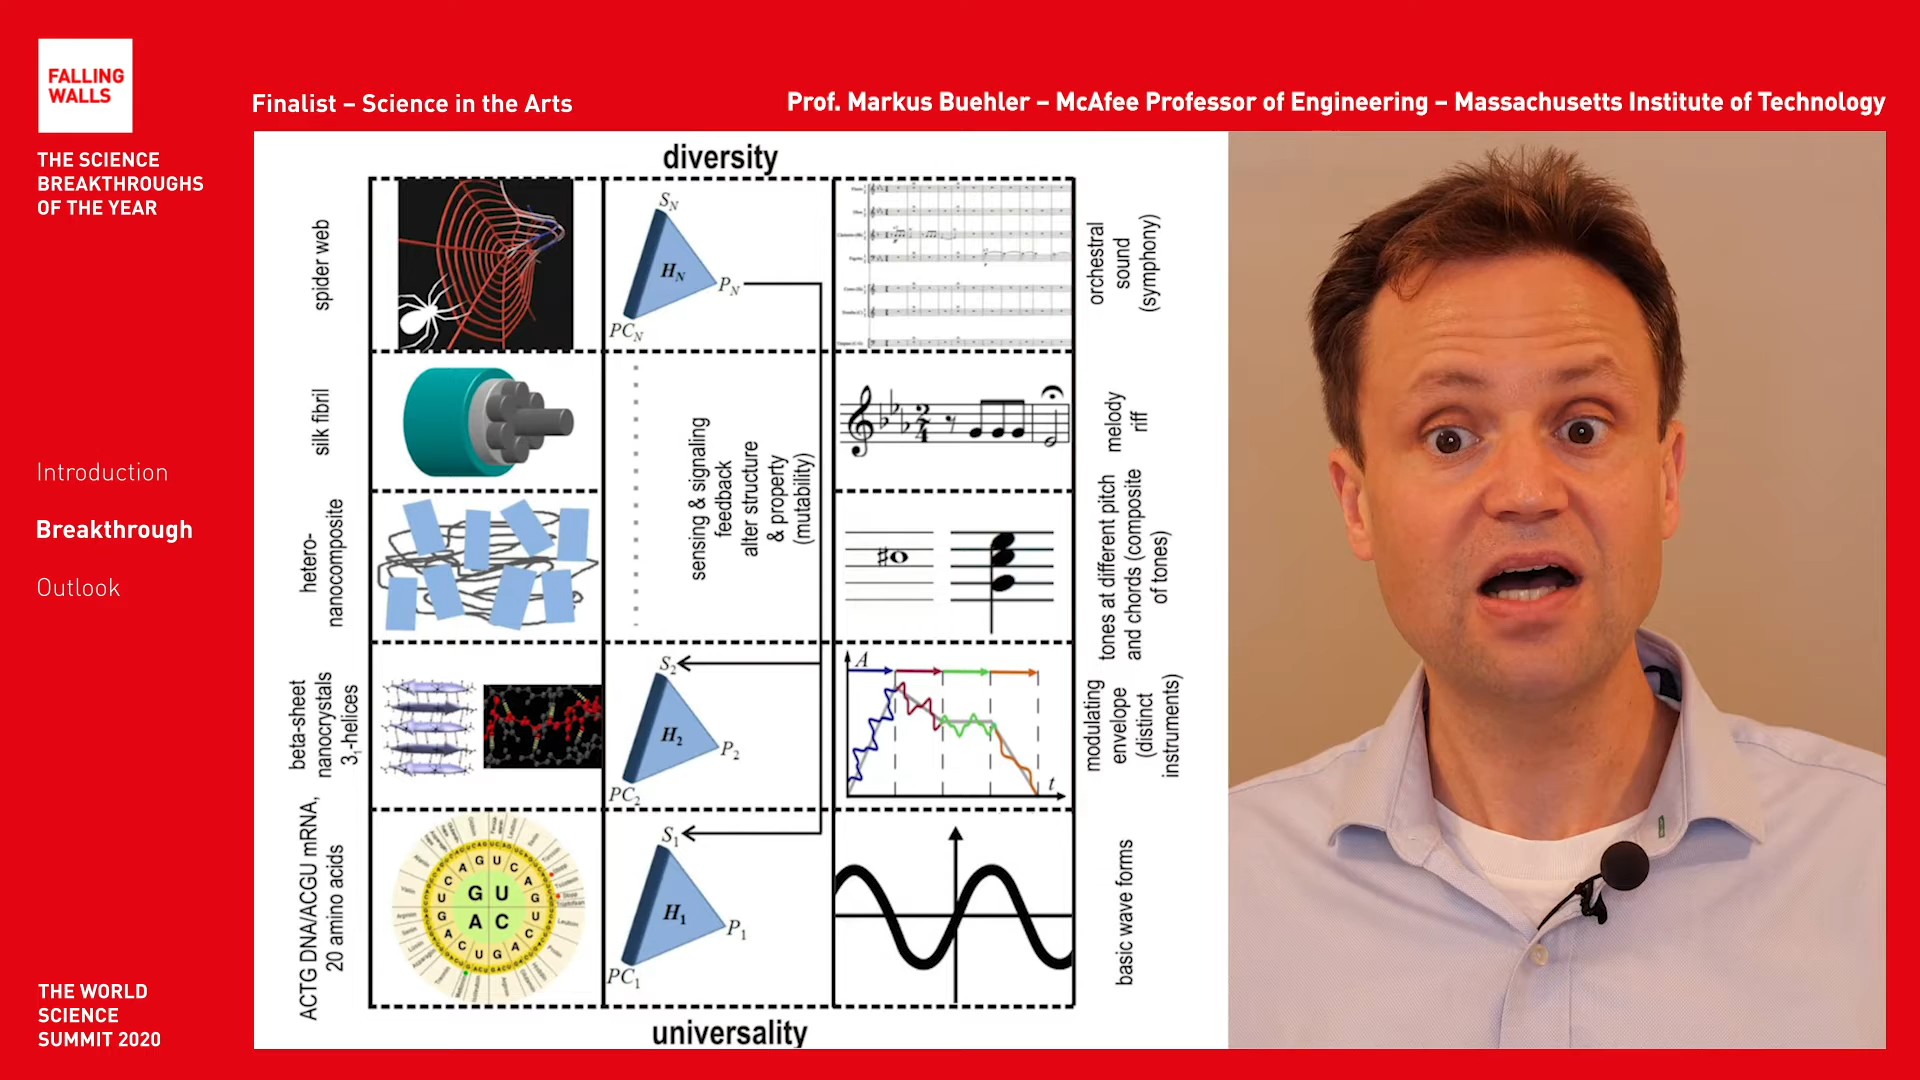 FALLING
WALLS
THE SCIENCE
BREAKTHROUGHS
OF THE YEAR
Finalist – Science in the Arts
Prof. Markus Buehler – McAfee Professor of Engineering – Massachusetts Institute of Technology
Introduction
Breakthrough
Outlook
THE WORLD
SCIENCE
SUMMIT 2020
diversity
spider web
S_N
H_N
P_N
PC_N
orchestral
sound
(symphony)
silk fibril
sensing & signaling
feedback
alter structure
& property
(mutability)
2
4
melody
riff
hetero-
nanocomposite
tones at different pitch
and chords (composite
of tones)
beta-sheet
nanocrystals
3₁-helices
S₂
H₂
P₂
PC₂
A
t
modulating
envelope
(distinct
instruments)
ACTG DNA/ACGU mRNA,
20 amino acids
G U
A C
S₁
H₁
P₁
PC₁
basic wave forms
universality